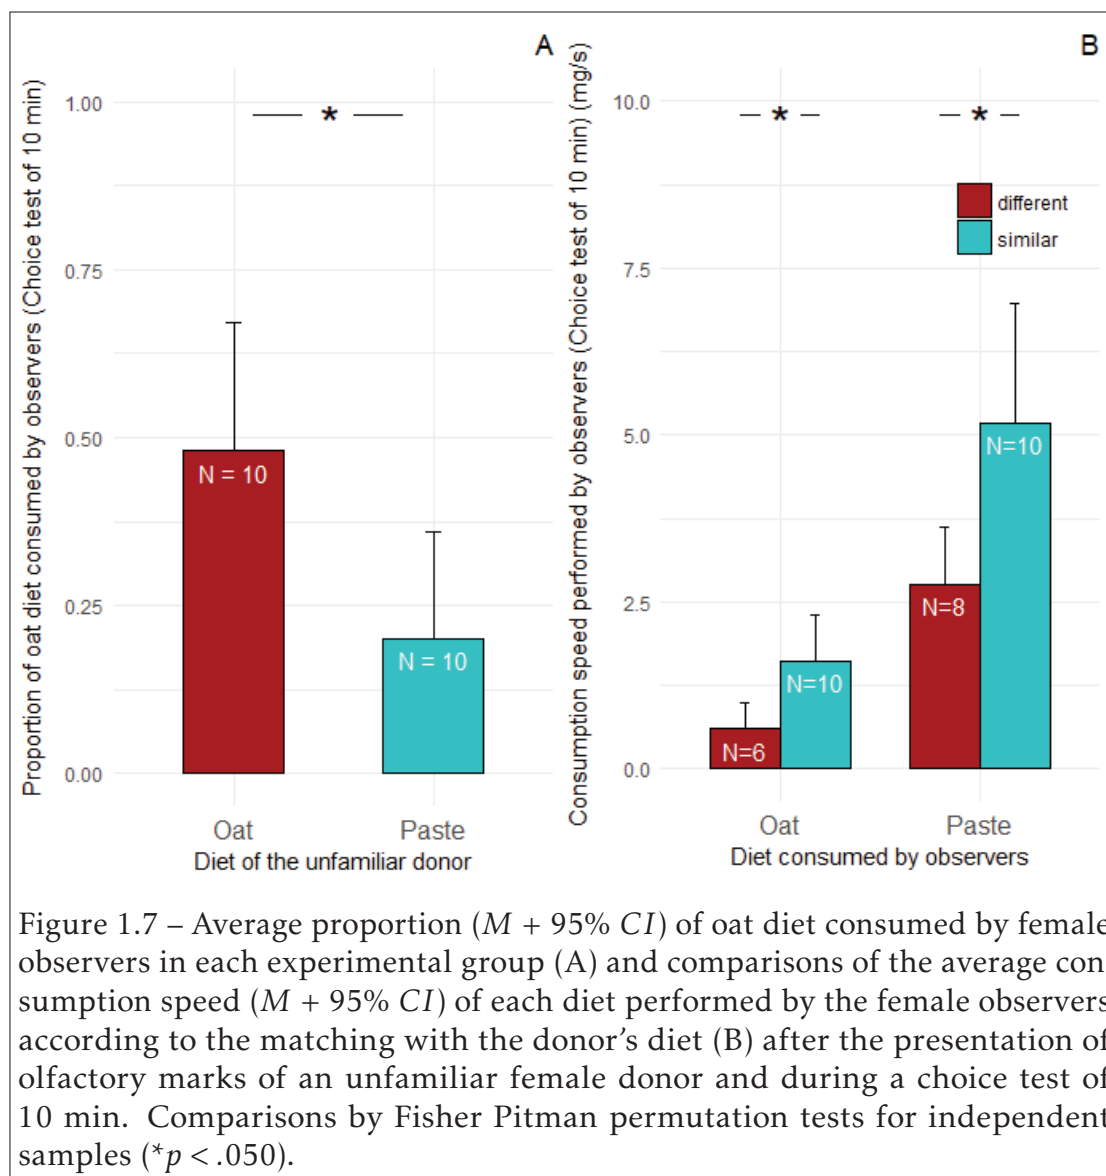 A
Proportion of oat diet consumed by observers (Choice test of 10 min)
1.00
0.75
0.50
0.25
0.00
*
N = 10
N = 10
Oat
Paste
Diet of the unfamiliar donor
B
Consumption speed performed by observers (Choice test of 10 min) (mg/s)
10.0
7.5
5.0
2.5
0.0
*
*
different
similar
N=6
N=10
N=8
N=10
Oat
Paste
Diet consumed by observers
Figure 1.7 – Average proportion (M + 95% CI) of oat diet consumed by female
observers in each experimental group (A) and comparisons of the average con
sumption speed (M + 95% CI) of each diet performed by the female observers
according to the matching with the donor’s diet (B) after the presentation of
olfactory marks of an unfamiliar female donor and during a choice test of
10 min. Comparisons by Fisher Pitman permutation tests for independent
samples (*p < .050).